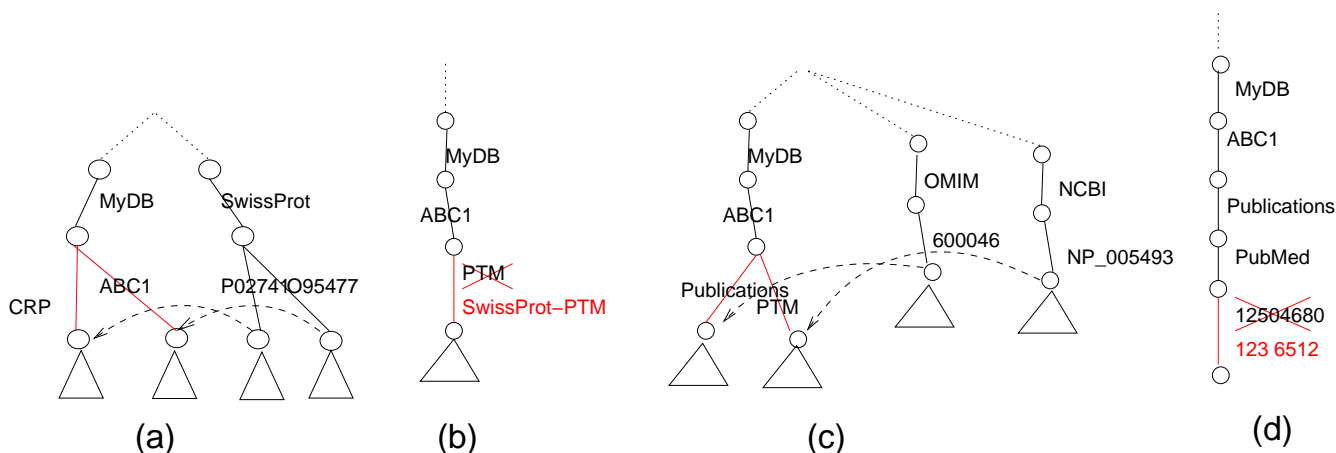 MyDB
SwissProt
CRP
ABC1
P02741
O95477
(a)
MyDB
ABC1
PTM
SwissProt-PTM
(b)
MyDB
OMIM
NCBI
ABC1
600046
NP_005493
Publications
PTM
(c)
MyDB
ABC1
Publications
PubMed
12504680
123 6512
(d)